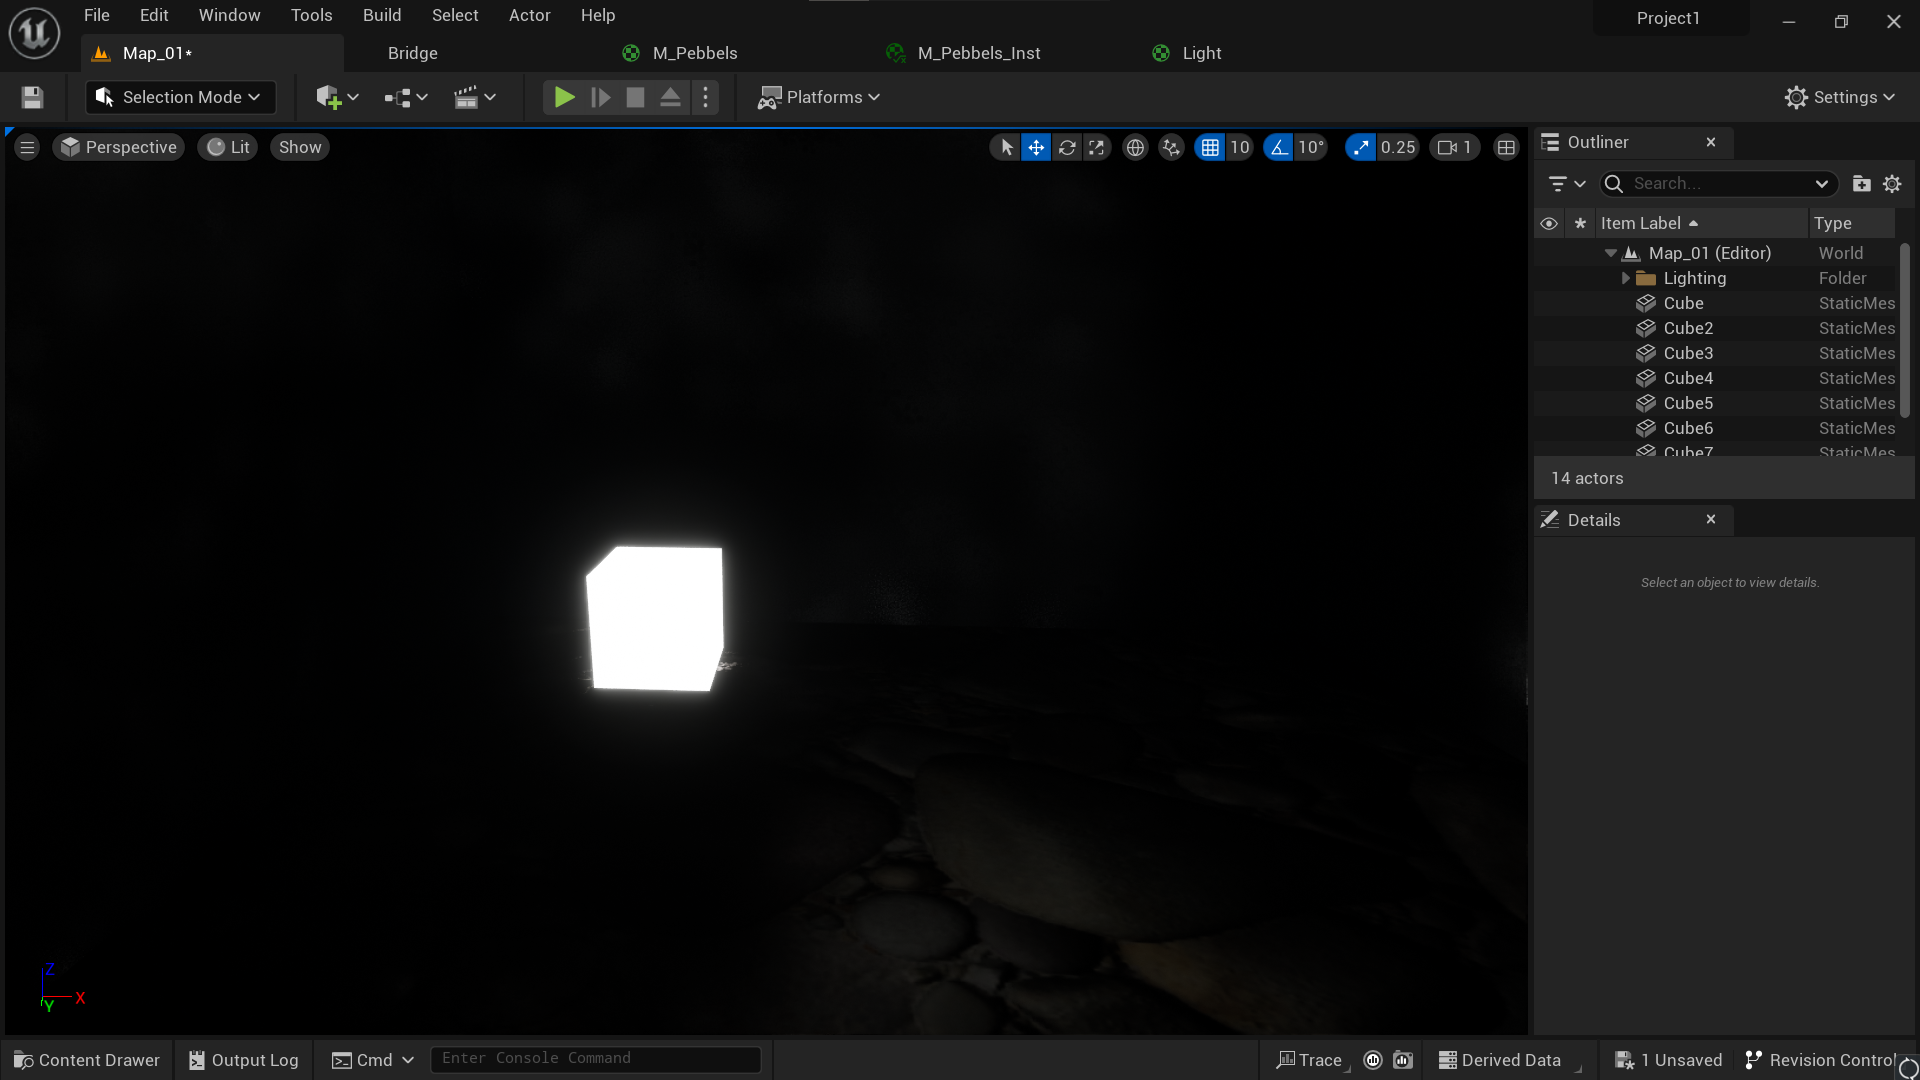 File Edit Window Tools Build Select Actor Help
Project1
Map_01* Bridge M_Pebbels M_Pebbels_Inst Light
Selection Mode Platforms Settings
Perspective Lit Show 10 10° 0.25 1
Outliner
Search...
Item Label Type
Map_01 (Editor) World
Lighting Folder
Cube StaticMes
Cube2 StaticMes
Cube3 StaticMes
Cube4 StaticMes
Cube5 StaticMes
Cube6 StaticMes
Cube7 StaticMes
14 actors
Details
Select an object to view details.
Z
X
Y
Content Drawer Output Log Cmd Enter Console Command Trace Derived Data 1 Unsaved Revision Control